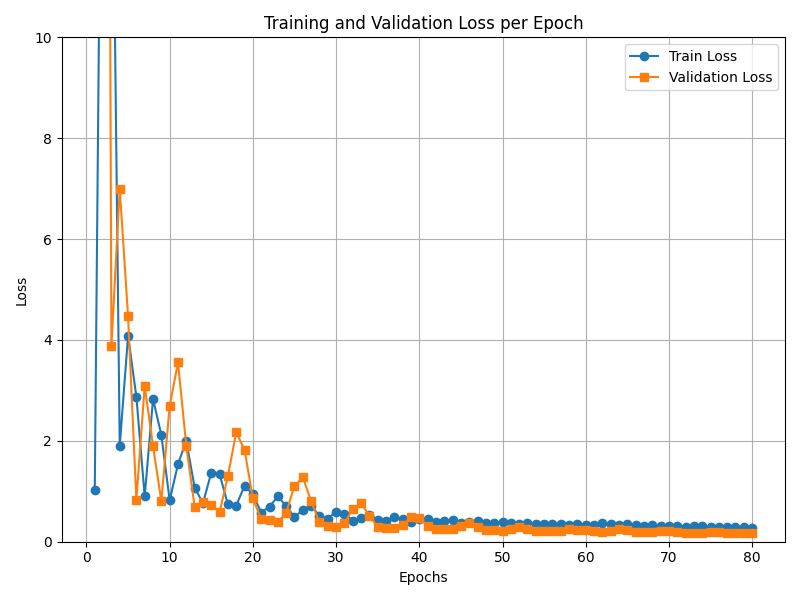 Training and Validation Loss per Epoch
10
8
6
4
2
0
Loss
Train Loss
Validation Loss
0 10 20 30 40 50 60 70 80
Epochs